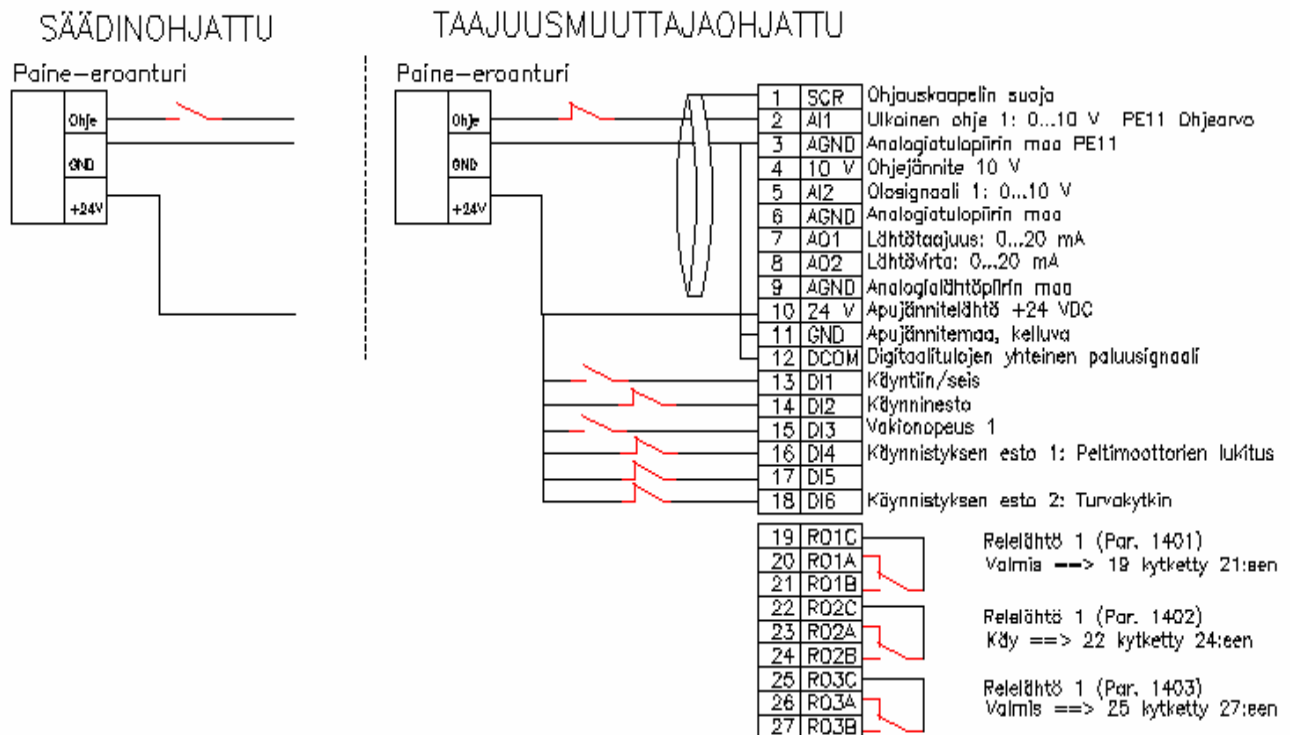 SÄÄDINOHJATTU
TAAJUUSMUUTTAJAOHJATTU
Paine-eroanturi
Ohje
GND
+24V
Paine-eroanturi
Ohje
GND
+24V
1 SCR Ohjauskaapelin suoja
2 AI1 Ulkoinen ohje 1: 0...10 V PE11 Ohjearvo
3 AGND Analogiatulopiirin maa PE11
4 10 V Ohjejännite 10 V
5 AI2 Olosignaali 1: 0...10 V
6 AGND Analogiatulopiirin maa
7 AO1 Lähtötaajuus: 0...20 mA
8 AO2 Lähtövirta: 0...20 mA
9 AGND Analogialähtöpiirin maa
10 24 V Apujännitelähtö +24 VDC
11 GND Apujännitemaa, kelluva
12 DCOM Digitaalitulojen yhteinen paluusignaali
13 DI1 Käyntiin/seis
14 DI2 Käynninesto
15 DI3 Vakionopeus 1
16 DI4 Käynnistyksen esto 1: Peltimoottorien lukitus
17 DI5
18 DI6 Käynnistyksen esto 2: Turvakytkin
19 RO1C
20 RO1A
21 RO1B
Relelähtö 1 (Par. 1401)
Valmis ==> 19 kytketty 21:een
22 RO2C
23 RO2A
24 RO2B
Relelähtö 1 (Par. 1402)
Käy ==> 22 kytketty 24:een
25 RO3C
26 RO3A
27 RO3B
Relelähtö 1 (Par. 1403)
Valmis ==> 25 kytketty 27:een